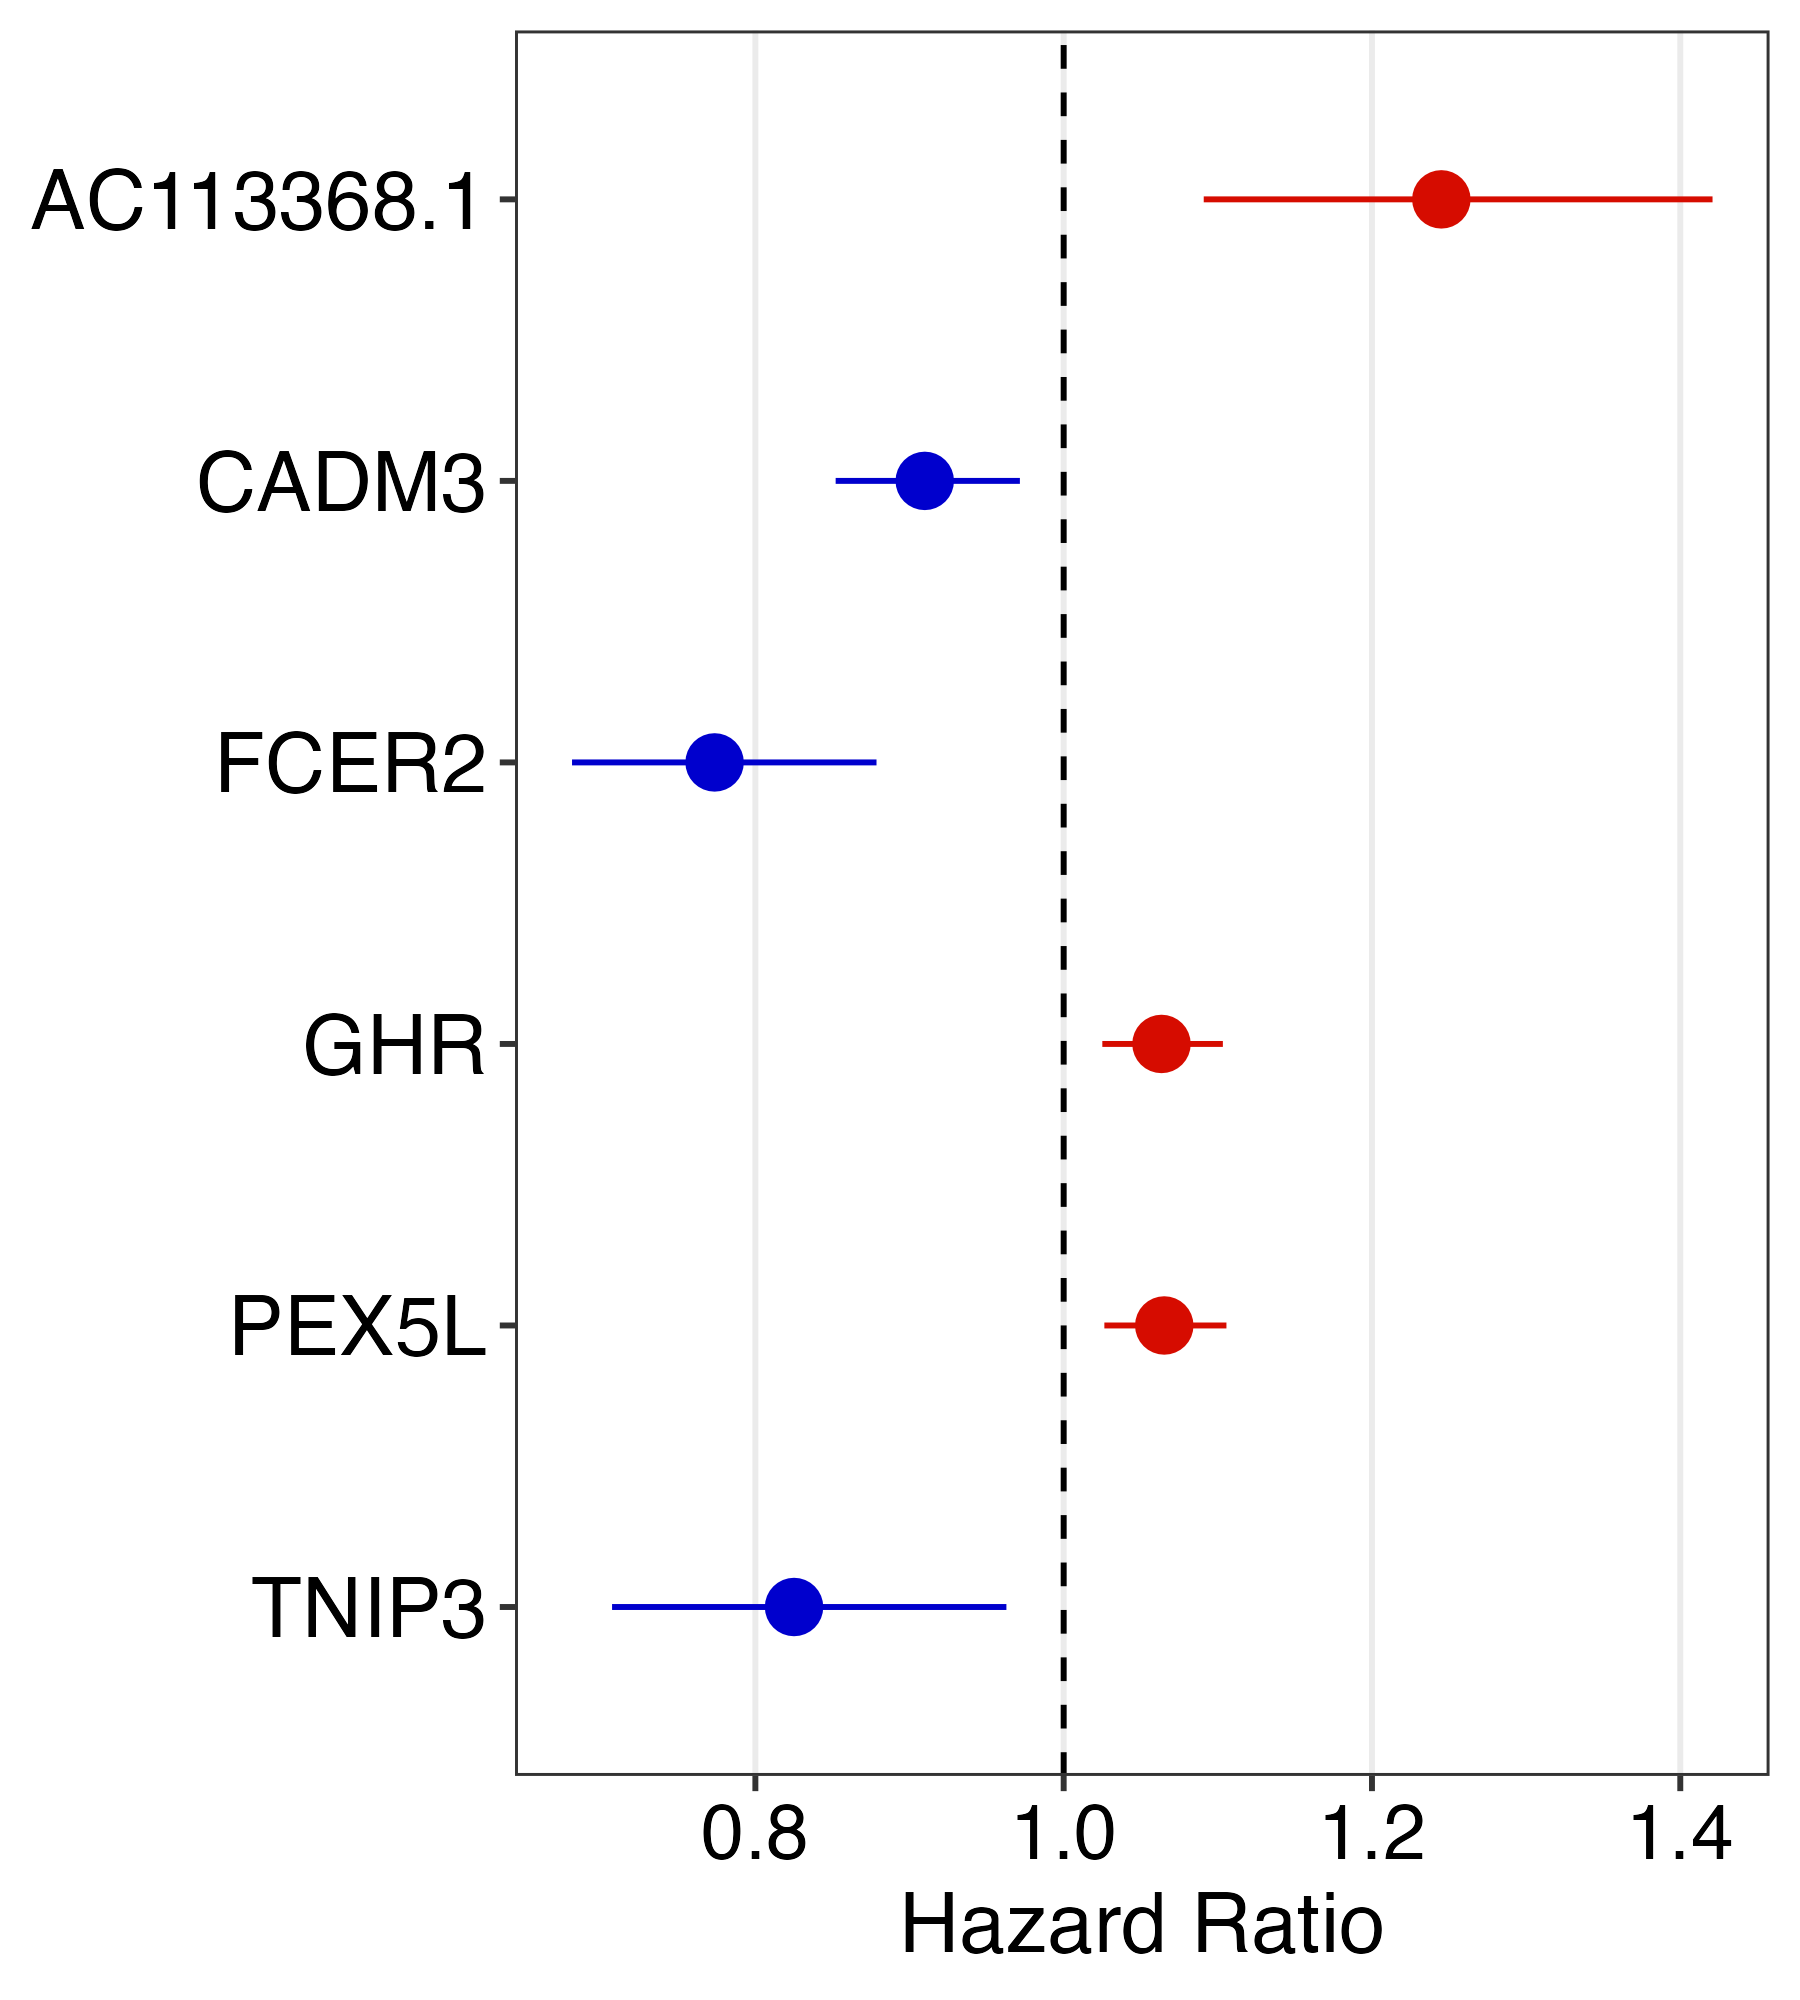 AC113368.1
CADM3
FCER2
GHR
PEX5L
TNIP3
0.8 1.0 1.2 1.4
Hazard Ratio